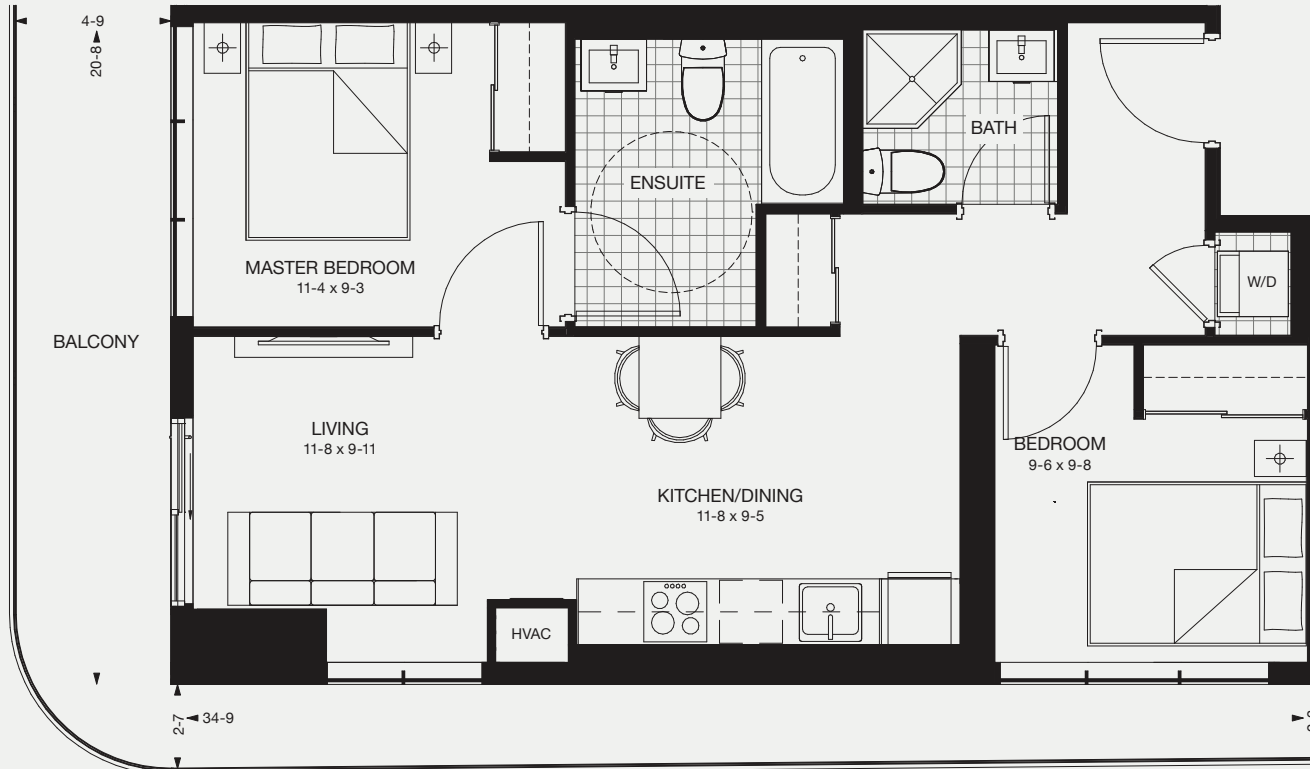 4-9
20-8
BATH
ENSUITE
MASTER BEDROOM
11-4 x 9-3
W/D
BALCONY
LIVING
11-8 x 9-11
BEDROOM
9-6 x 9-8
KITCHEN/DINING
11-8 x 9-5
HVAC
2-7
34-9